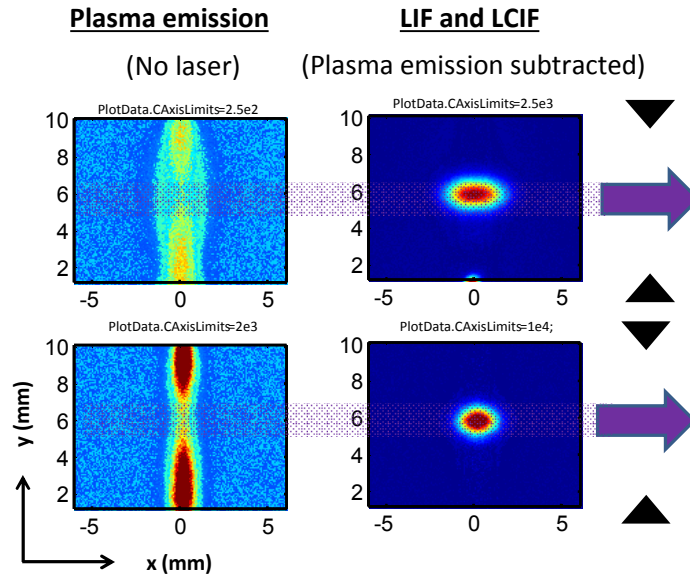 Plasma emission
LIF and LCIF
(No laser)
(Plasma emission subtracted)
PlotData.CAxisLimits=2.5e2
PlotData.CAxisLimits=2.5e3
10
8
6
4
2
-5 0 5
10
8
6
4
2
-5 0 5
PlotData.CAxisLimits=2e3
PlotData.CAxisLimits=1e4;
10
8
6
4
2
-5 0 5
10
8
6
4
2
-5 0 5
y (mm)
x (mm)